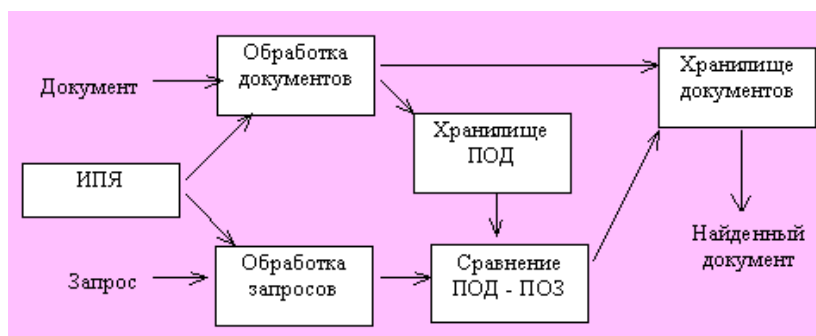 Обработка
документов
Хранилище
документов
Документ
Хранилище
ПОД
ИПЯ
Найденный
документ
Запрос
Обработка
запросов
Сравнение
ПОД - ПОЗ